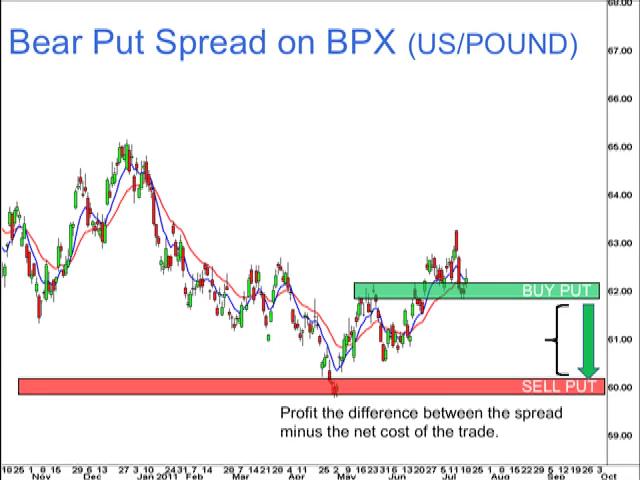 Bear Put Spread on BPX (US/POUND)
68.00
67.00
66.00
65.00
64.00
63.00
62.00
61.00
60.00
59.00
BUY PUT
SELL PUT
Profit the difference between the spread
minus the net cost of the trade.
Nov Dec Jan 2011 Feb Mar Apr May Jun Jul Aug Sep Oct